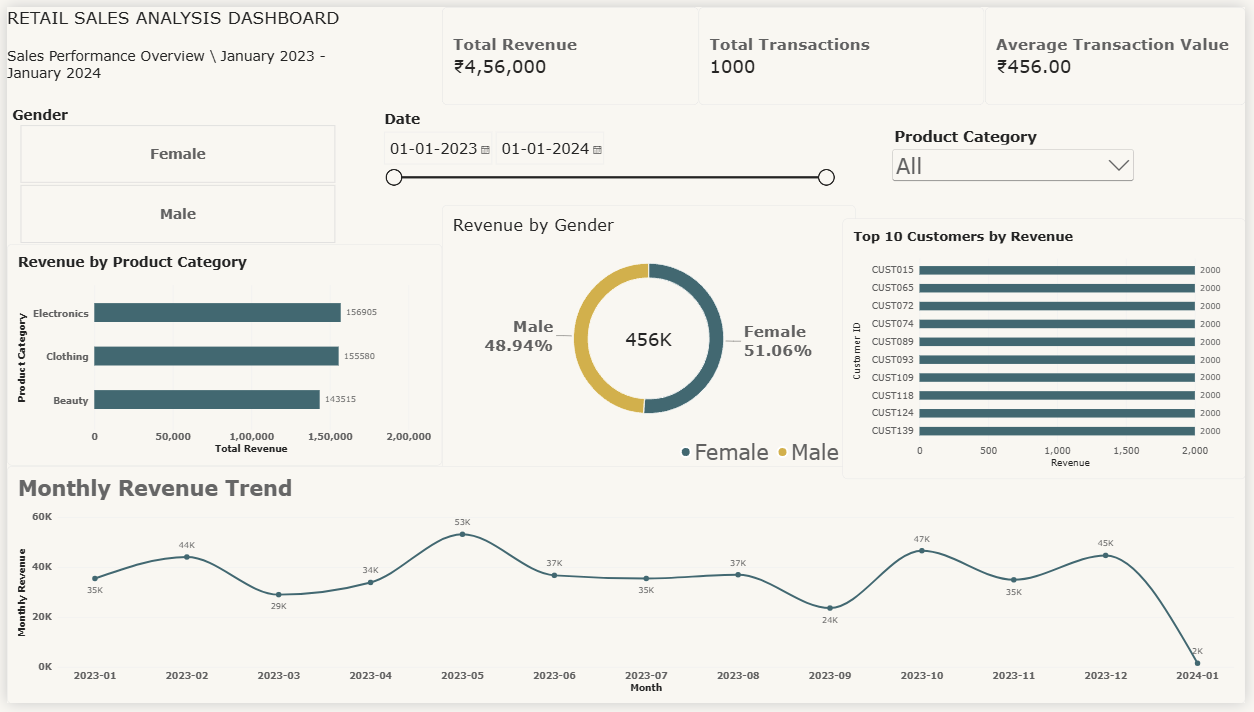 RETAIL SALES ANALYSIS DASHBOARD
Sales Performance Overview \ January 2023 -
January 2024
Total Revenue
₹4,56,000
Total Transactions
1000
Average Transaction Value
₹456.00
Gender
Female
Male
Date
01-01-2023
01-01-2024
Product Category
All
Revenue by Product Category
Product Category
Electronics
156905
Clothing
155580
Beauty
143515
0
50,000
1,00,000
1,50,000
2,00,000
Total Revenue
Revenue by Gender
Male
48.94%
456K
Female
51.06%
Female
Male
Top 10 Customers by Revenue
Customer ID
CUST015
2000
CUST065
2000
CUST072
2000
CUST074
2000
CUST089
2000
CUST093
2000
CUST109
2000
CUST118
2000
CUST124
2000
CUST139
2000
0
500
1,000
1,500
2,000
Revenue
Monthly Revenue Trend
Monthly Revenue
60K
40K
20K
0K
35K
44K
29K
34K
53K
37K
35K
37K
24K
47K
35K
45K
2K
2023-01
2023-02
2023-03
2023-04
2023-05
2023-06
2023-07
2023-08
2023-09
2023-10
2023-11
2023-12
2024-01
Month